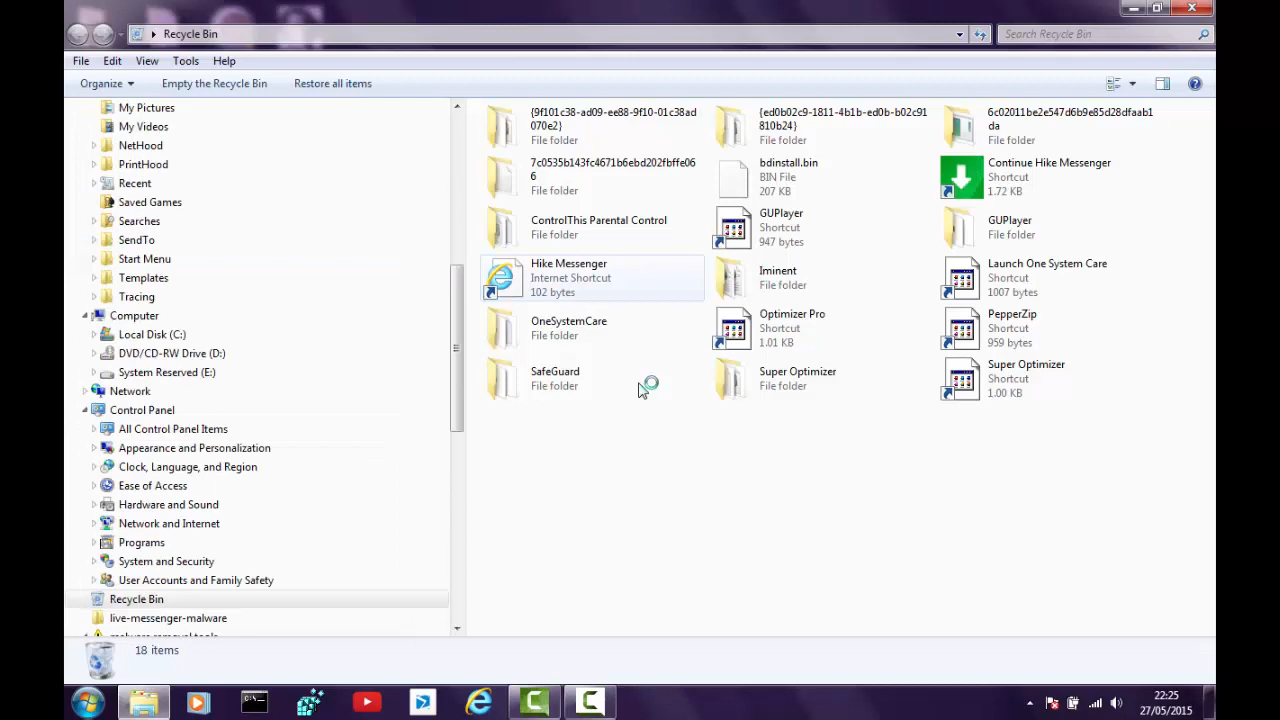 Recycle Bin
Search Recycle Bin
File Edit View Tools Help
Organize Empty the Recycle Bin Restore all items
My Pictures
My Videos
NetHood
PrintHood
Recent
Saved Games
Searches
SendTo
Start Menu
Templates
Tracing
Computer
Local Disk (C:)
DVD/CD-RW Drive (D:)
System Reserved (E:)
Network
Control Panel
All Control Panel Items
Appearance and Personalization
Clock, Language, and Region
Ease of Access
Hardware and Sound
Network and Internet
Programs
System and Security
User Accounts and Family Safety
Recycle Bin
live-messenger-malware
malware removal tools
{9f101c38-ad09-ee88-9f10-01c38ad
070e2}
File folder
{ed0b02c9-1811-4b1b-ed0b-b02c91
810b24}
File folder
6c02011be2e547d6b9e85d28dfaab1
da
File folder
7c0535b143fc4671b6ebd202fbffe06
6
File folder
bdinstall.bin
BIN File
207 KB
Continue Hike Messenger
Shortcut
1.72 KB
ControlThis Parental Control
File folder
GUPlayer
Shortcut
947 bytes
GUPlayer
File folder
Hike Messenger
Internet Shortcut
102 bytes
Iminent
File folder
Launch One System Care
Shortcut
1007 bytes
OneSystemCare
File folder
Optimizer Pro
Shortcut
1.01 KB
PepperZip
Shortcut
959 bytes
SafeGuard
File folder
Super Optimizer
File folder
Super Optimizer
Shortcut
1.00 KB
18 items
22:25
27/05/2015